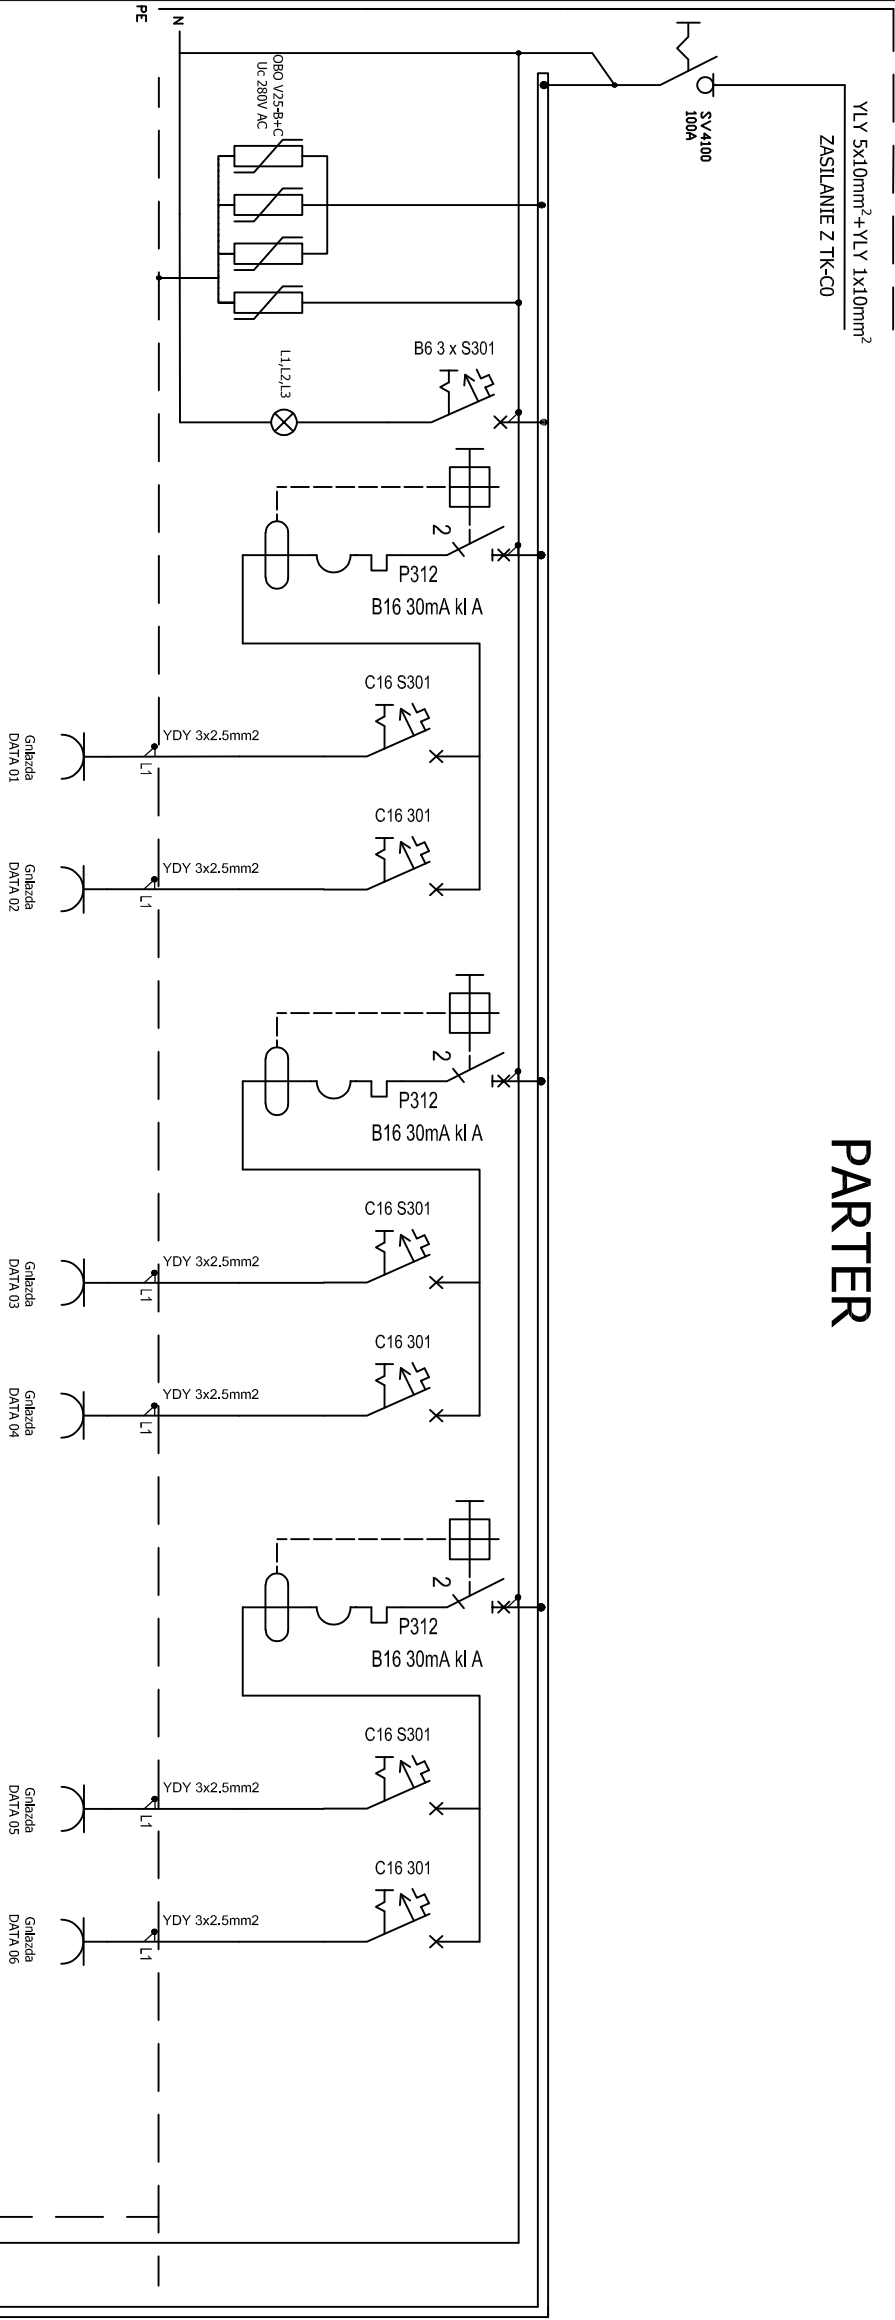 PE
N
OBO V25-B+C
Uc 280V AC
SV4100
100A
YLY 5x10mm²+YLY 1x10mm²
ZASILANIE Z TK-C0
PARTER
L1,L2,L3
B6 3 x S301
2
P312
B16 30mA kl A
C16 S301
YDY 3x2.5mm2
L1
Gniazda
DATA 01
C16 301
YDY 3x2.5mm2
L1
Gniazda
DATA 02
2
P312
B16 30mA kl A
C16 S301
YDY 3x2.5mm2
L1
Gniazda
DATA 03
C16 301
YDY 3x2.5mm2
L1
Gniazda
DATA 04
2
P312
B16 30mA kl A
C16 S301
YDY 3x2.5mm2
L1
Gniazda
DATA 05
C16 301
YDY 3x2.5mm2
L1
Gniazda
DATA 06